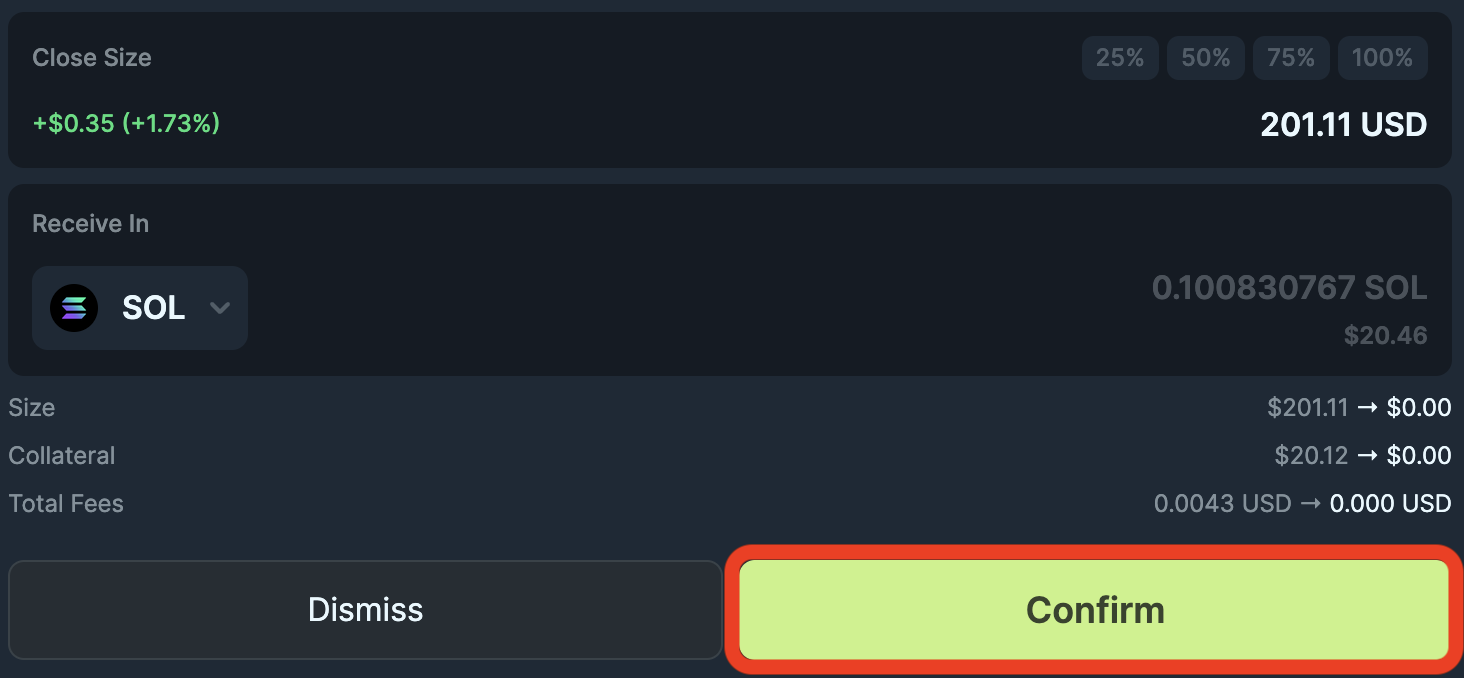 Close Size 25% 50% 75% 100%
+$0.35 (+1.73%) 201.11 USD
Receive In
SOL 0.100830767 SOL
$20.46
Size $201.11 → $0.00
Collateral $20.12 → $0.00
Total Fees 0.0043 USD → 0.000 USD
Dismiss Confirm